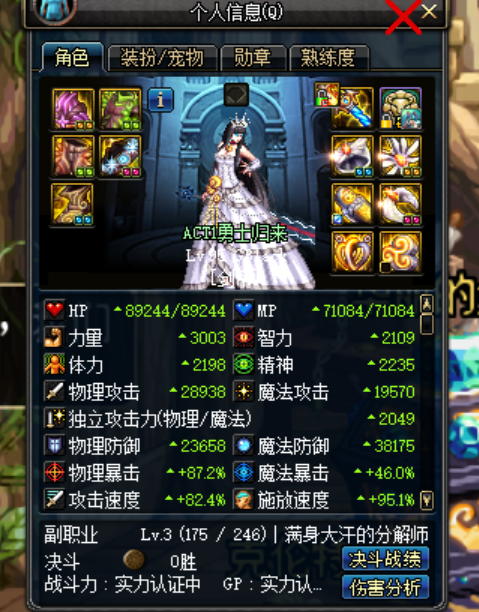 个人信息(Q)
角色 装扮/宠物 勋章 熟练度
ACT1勇士归来
HP 89244/89244 MP 71084/71084
力量 3003 智力 2109
体力 2198 精神 2235
物理攻击 28938 魔法攻击 19570
独立攻击力(物理/魔法) 2049
物理防御 23658 魔法防御 38175
物理暴击 +87.2% 魔法暴击 +46.0%
攻击速度 +82.4% 施放速度 +95.1%
副职业 Lv.3 (175 / 246) | 满身大汗的分解师
决斗 0胜 决斗战绩
战斗力：实力认证中 GP：实力认... 伤害分析